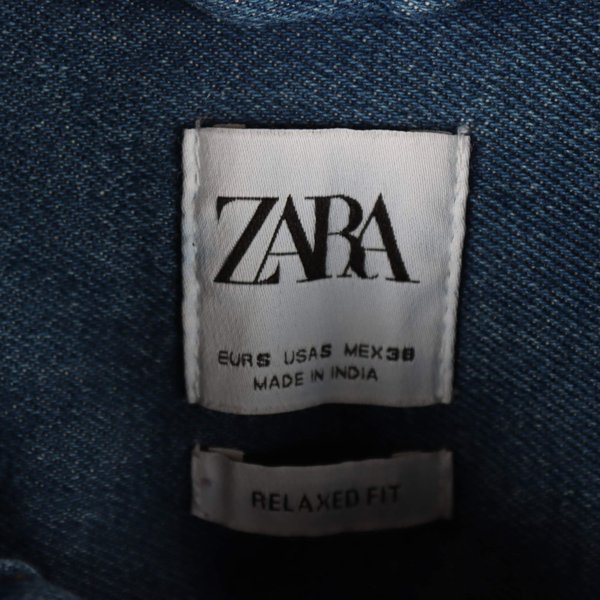 ZARA
EUR S USA S MEX 38
MADE IN INDIA
RELAXED FIT